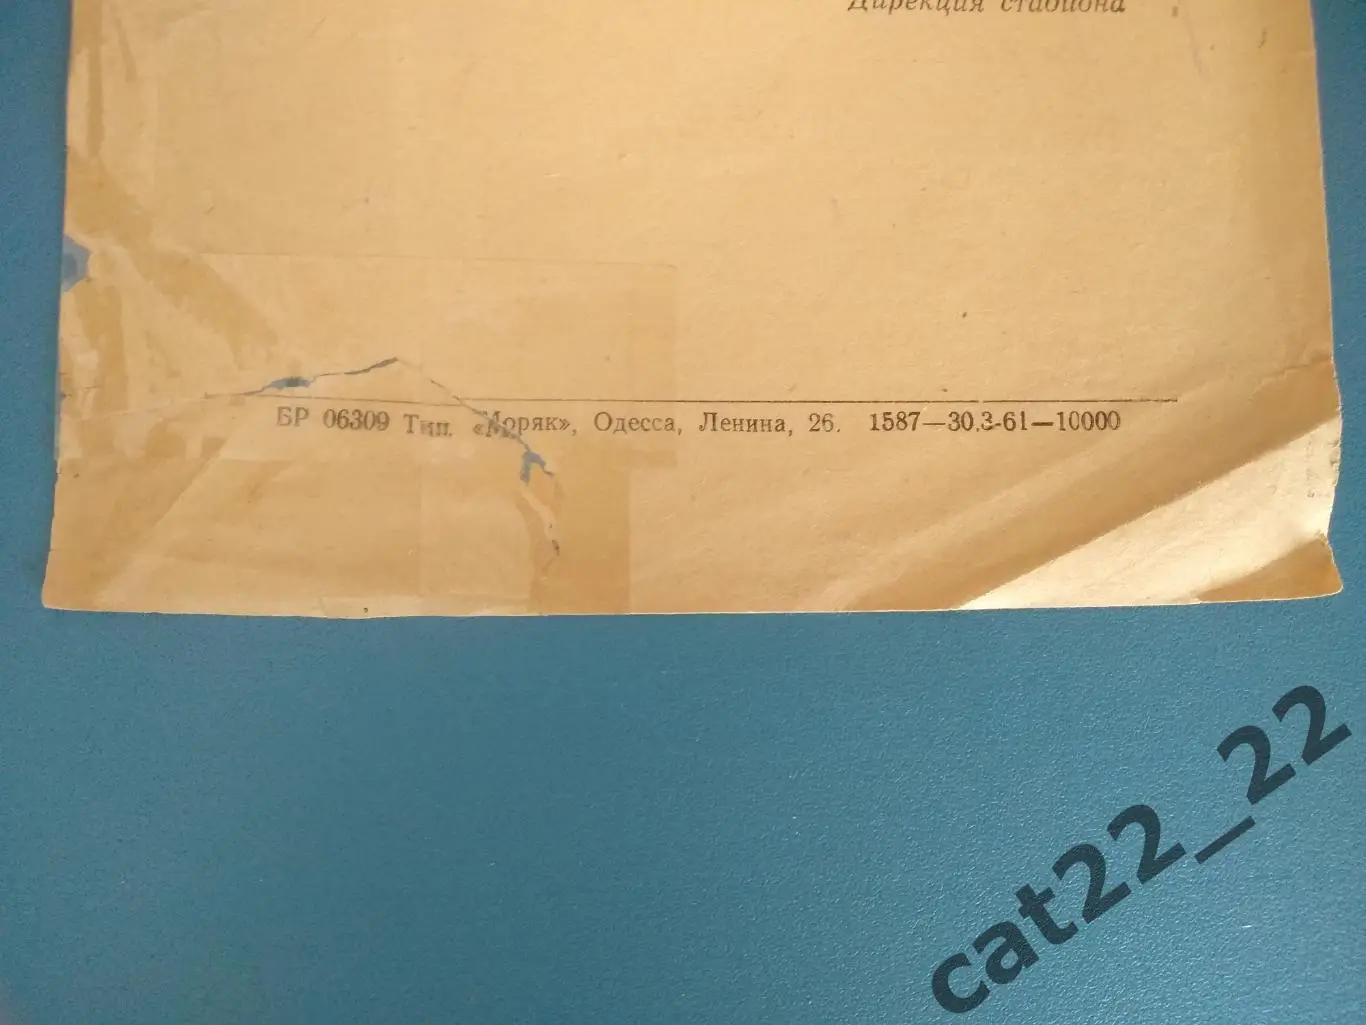 Дирекция стадиона
БР 06309 Тип. «Моряк», Одесса, Ленина, 26. 1587—30.3-61—10000
cat22_22